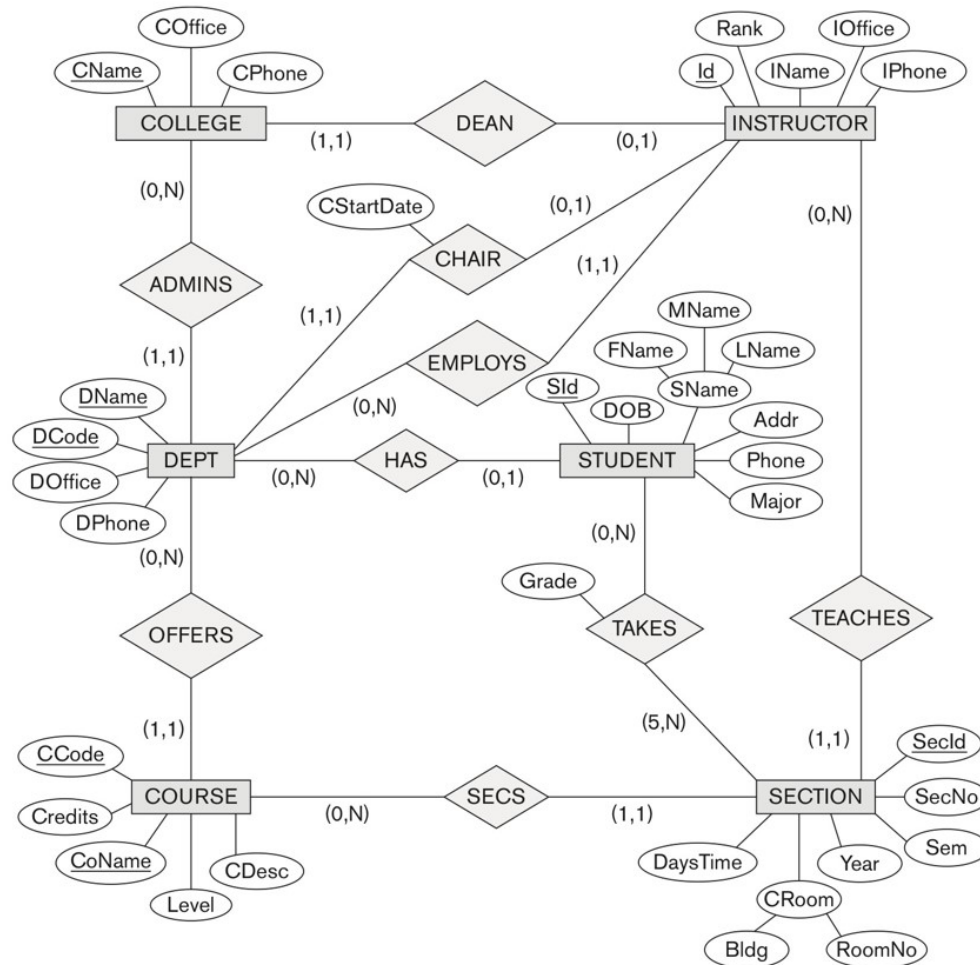 COffice
CName
CPhone
COLLEGE
(1,1)
DEAN
(0,1)
Rank
IOffice
Id
IName
IPhone
INSTRUCTOR
(0,N)
(0,N)
CStartDate
CHAIR
(0,1)
(1,1)
ADMINS
(1,1)
(1,1)
EMPLOYS
(0,N)
MName
FName
LName
SId
SName
DOB
Addr
Phone
Major
STUDENT
DName
DCode
DOffice
DPhone
DEPT
(0,N)
HAS
(0,1)
(0,N)
(0,N)
Grade
TAKES
TEACHES
OFFERS
(5,N)
(1,1)
(1,1)
CCode
COURSE
Credits
CoName
Level
CDesc
(0,N)
SECS
(1,1)
SECTION
SecId
SecNo
Sem
Year
DaysTime
CRoom
Bldg
RoomNo